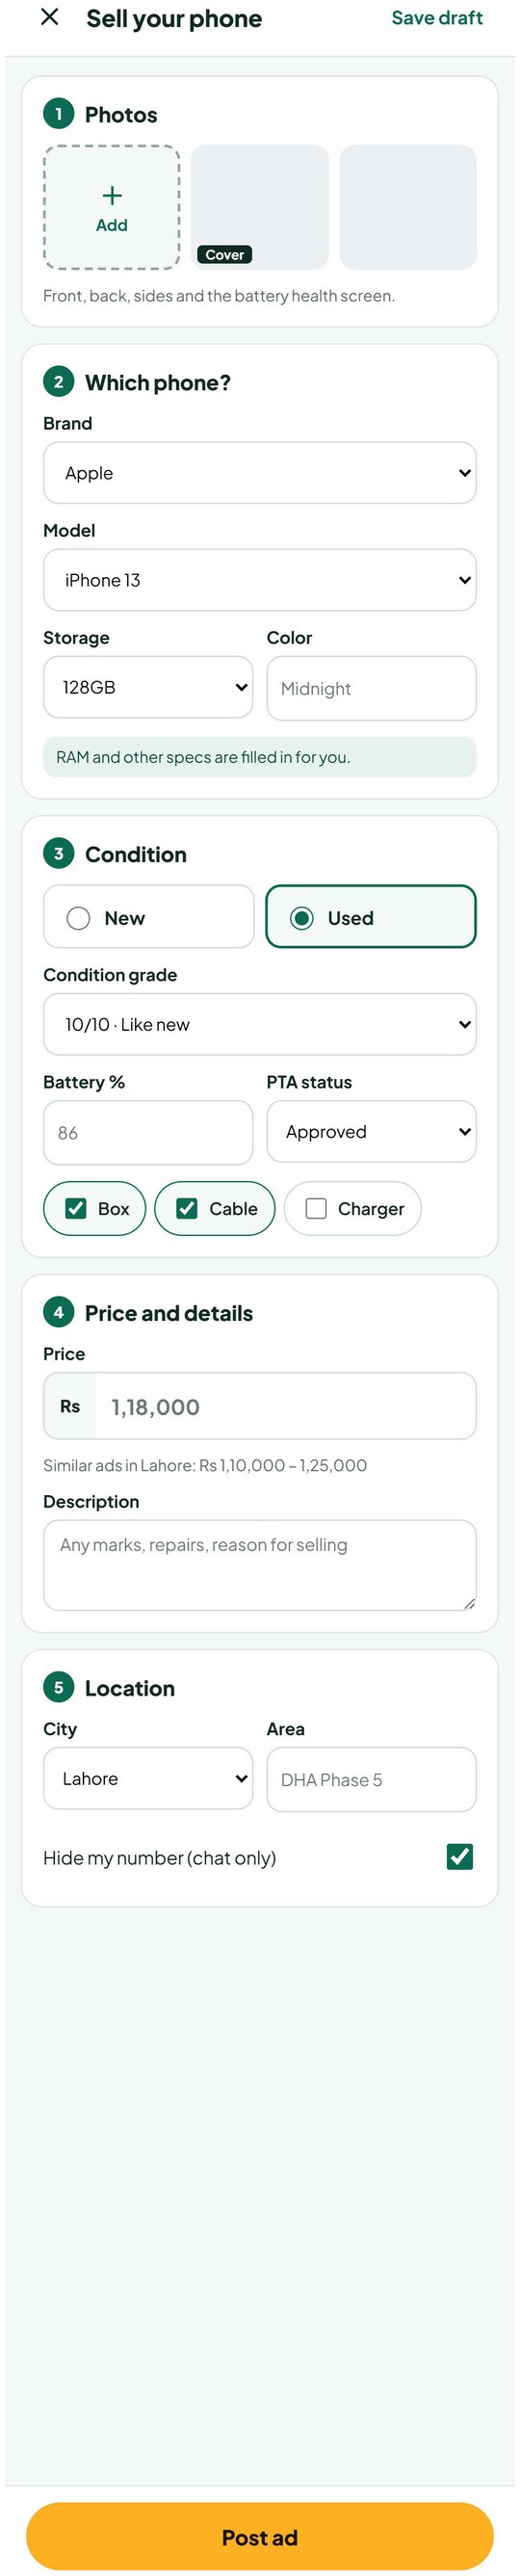 Sell your phone
Save draft
1 Photos
Add
Cover
Front, back, sides and the battery health screen.
2 Which phone?
Brand
Apple
Model
iPhone 13
Storage Color
128GB Midnight
RAM and other specs are filled in for you.
3 Condition
New Used
Condition grade
10/10 · Like new
Battery % PTA status
86 Approved
Box Cable Charger
4 Price and details
Price
Rs 1,18,000
Similar ads in Lahore: Rs 1,10,000 – 1,25,000
Description
Any marks, repairs, reason for selling
5 Location
City Area
Lahore DHA Phase 5
Hide my number (chat only)
Post ad